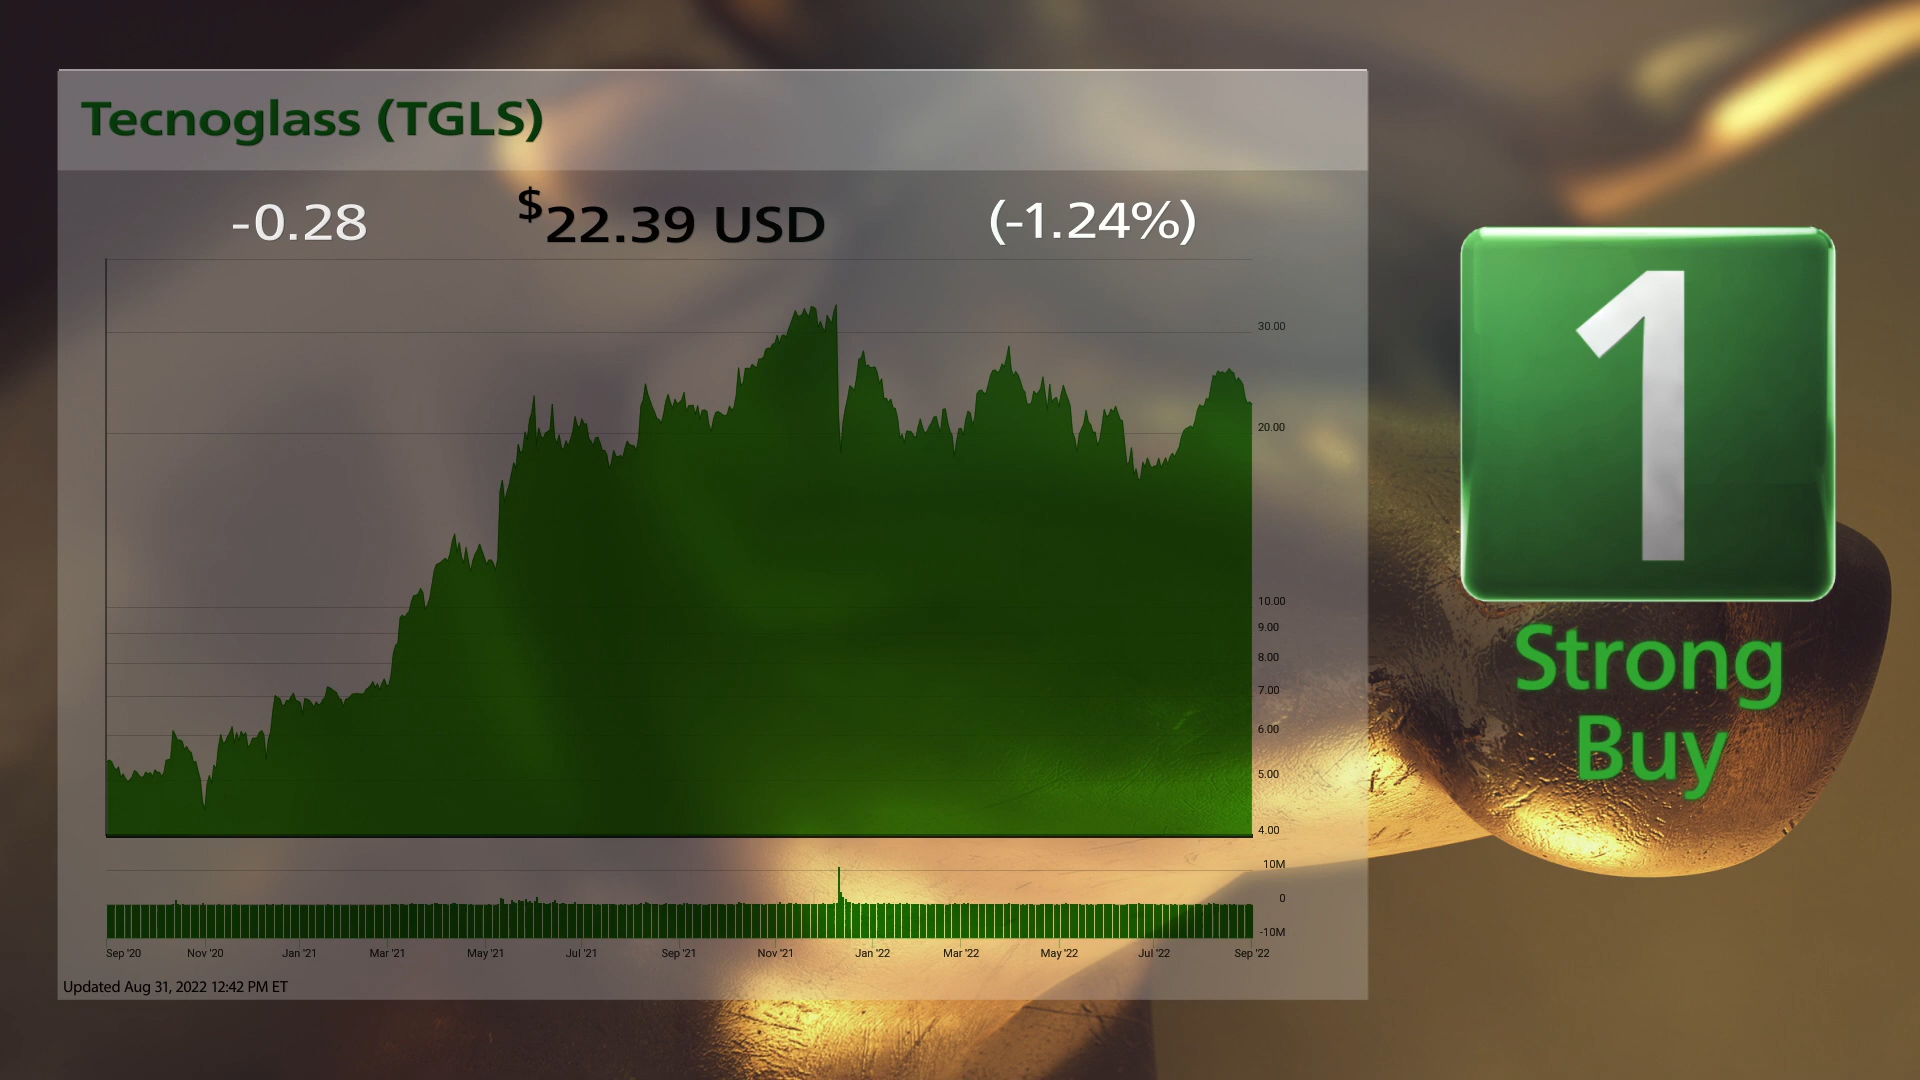 Tecnoglass (TGLS)
-0.28 $22.39 USD (-1.24%)
30.00
20.00
10.00
9.00
8.00
7.00
6.00
5.00
4.00
10M
0
-10M
Sep '20 Nov '20 Jan '21 Mar '21 May '21 Jul '21 Sep '21 Nov '21 Jan '22 Mar '22 May '22 Jul '22 Sep '22
Updated Aug 31, 2022 12:42 PM ET
1
Strong
Buy